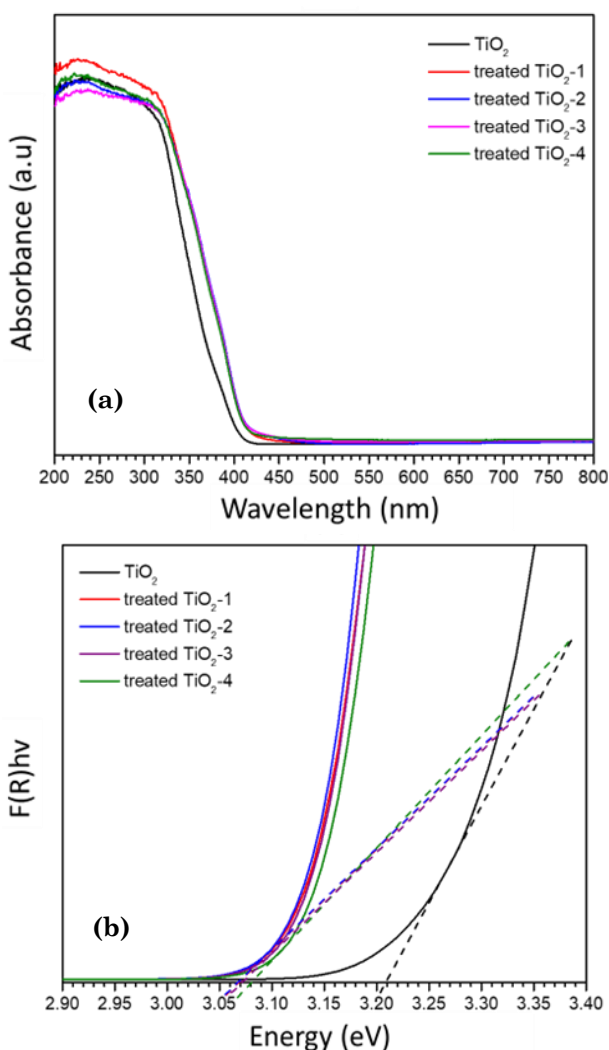 TiO₂
treated TiO₂-1
treated TiO₂-2
treated TiO₂-3
treated TiO₂-4
Absorbance (a.u)
(a)
200 250 300 350 400 450 500 550 600 650 700 750 800
Wavelength (nm)
TiO₂
treated TiO₂-1
treated TiO₂-2
treated TiO₂-3
treated TiO₂-4
F(R)hv
(b)
2.90 2.95 3.00 3.05 3.10 3.15 3.20 3.25 3.30 3.35 3.40
Energy (eV)